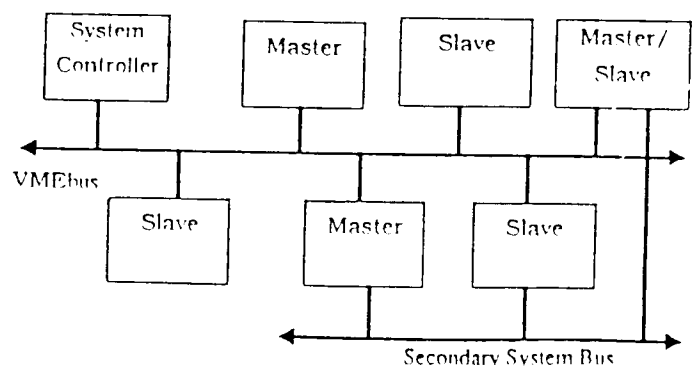 System
Controller
Master
Slave
Master/
Slave
VMEbus
Slave
Master
Slave
Secondary System Bus